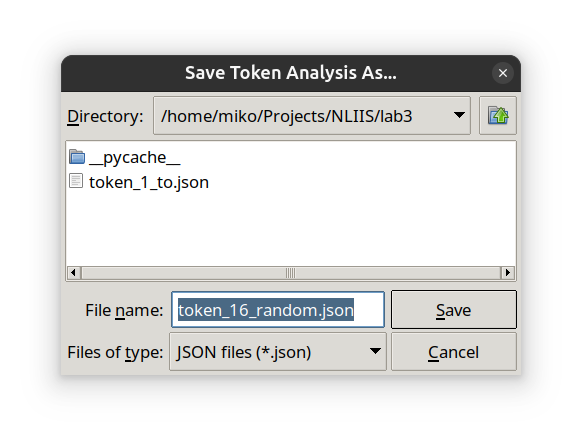 Save Token Analysis As...
Directory: /home/miko/Projects/NLIIS/lab3
__pycache__
token_1_to.json
File name: token_16_random.json Save
Files of type: JSON files (*.json) Cancel